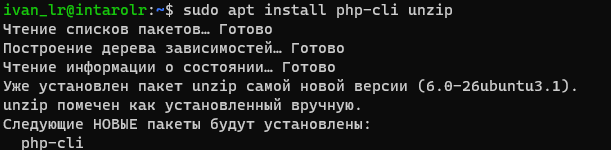 ivan_lr@intarolr:~$ sudo apt install php-cli unzip
Чтение списков пакетов… Готово
Построение дерева зависимостей… Готово
Чтение информации о состоянии… Готово
Уже установлен пакет unzip самой новой версии (6.0-26ubuntu3.1).
unzip помечен как установленный вручную.
Следующие НОВЫЕ пакеты будут установлены:
  php-cli